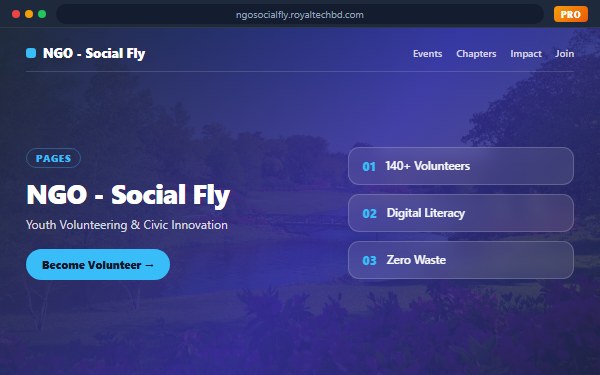 ngosocialfly.royaltechbd.com
PRO
NGO - Social Fly
Events Chapters Impact Join
PAGES
NGO - Social Fly
Youth Volunteering & Civic Innovation
Become Volunteer →
01 140+ Volunteers
02 Digital Literacy
03 Zero Waste